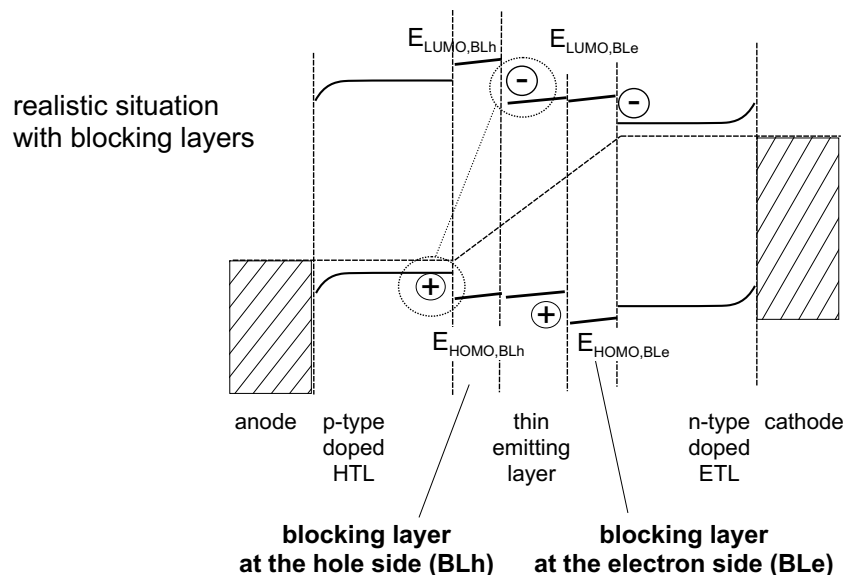 E_LUMO,BLh E_LUMO,BLe
- -
realistic situation
with blocking layers
+ +
E_HOMO,BLh E_HOMO,BLe
anode p-type thin n-type cathode
doped emitting doped
HTL layer ETL
blocking layer blocking layer
at the hole side (BLh) at the electron side (BLe)